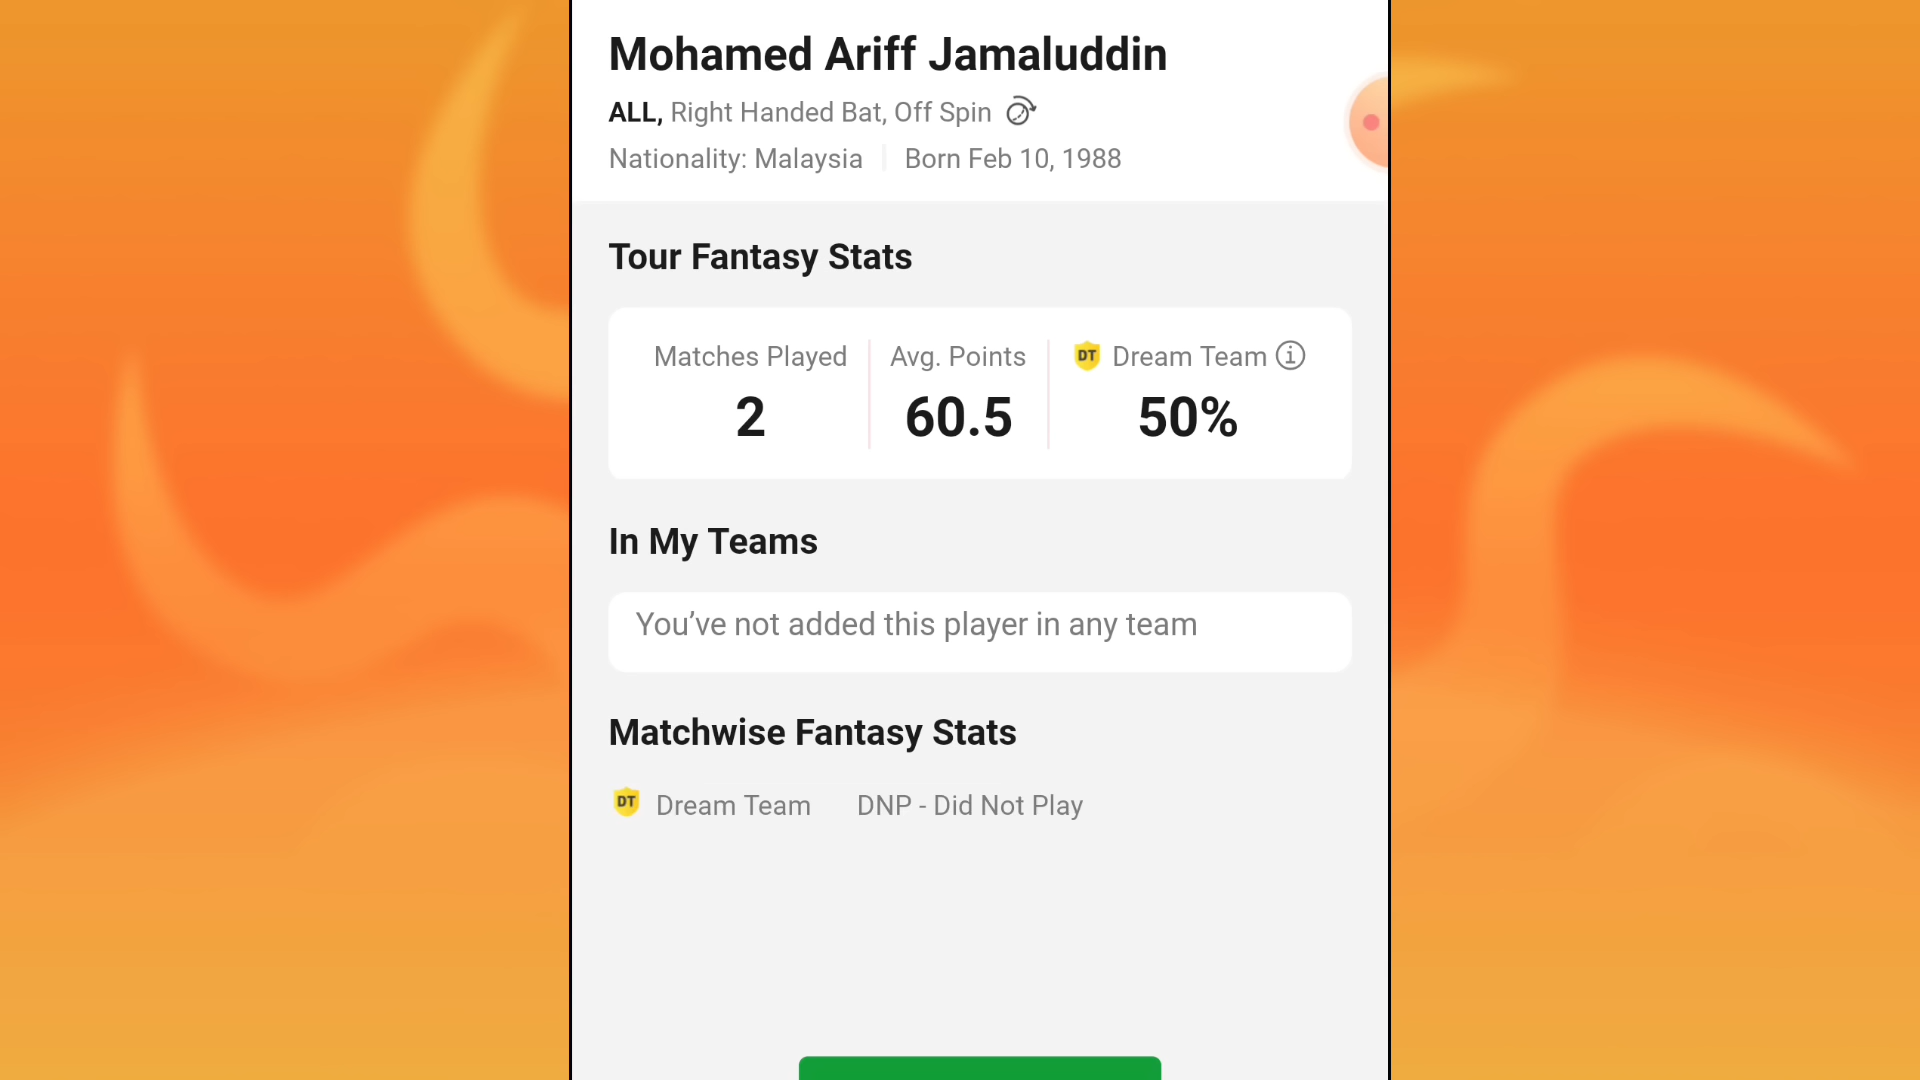 Mohamed Ariff Jamaluddin
ALL, Right Handed Bat, Off Spin
Nationality: Malaysia Born Feb 10, 1988
Tour Fantasy Stats
Matches Played Avg. Points DT Dream Team
2 60.5 50%
In My Teams
You’ve not added this player in any team
Matchwise Fantasy Stats
DT Dream Team DNP - Did Not Play